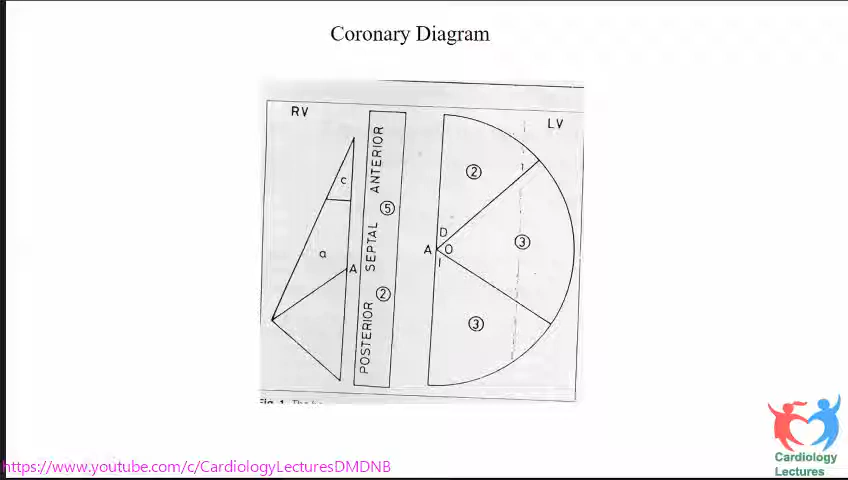 Coronary Diagram
RV
LV
c
a
A
ANTERIOR
5
SEPTAL
2
POSTERIOR
2
D
A O
I
3
3
Fig. 1
https://www.youtube.com/c/CardiologyLecturesDMDNB
Cardiology
Lectures